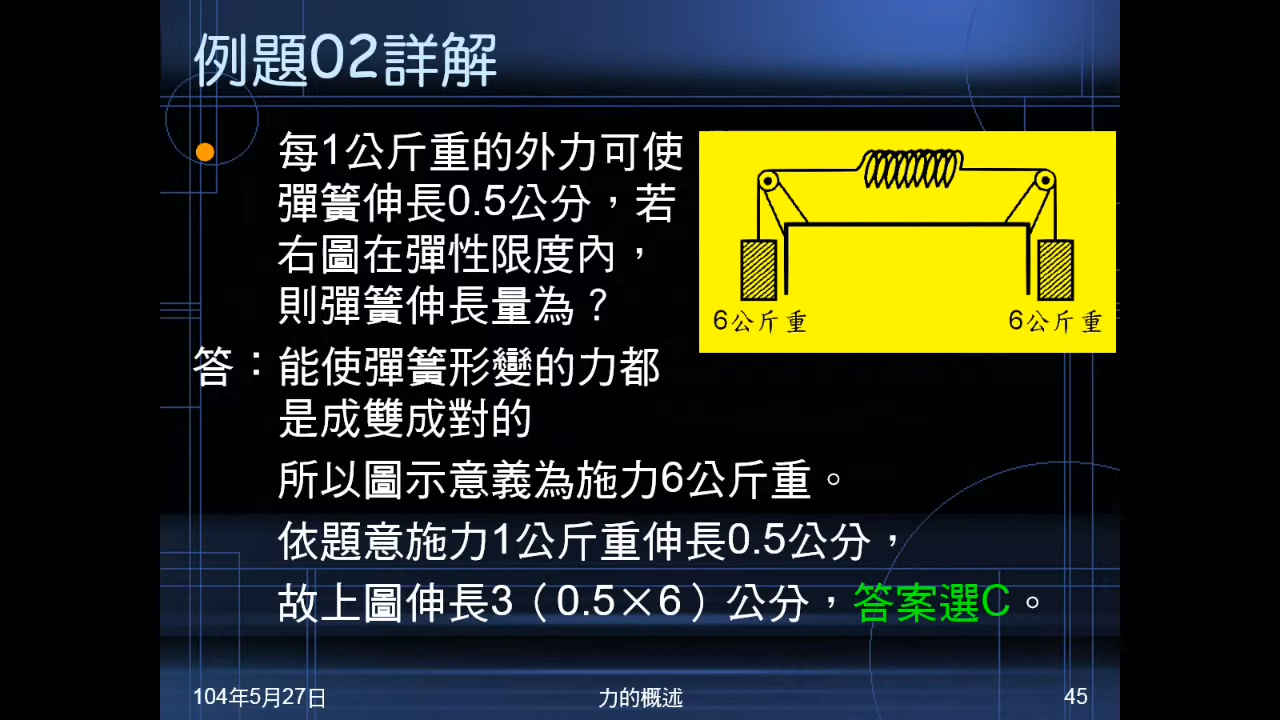 例題02詳解
每1公斤重的外力可使
彈簧伸長0.5公分，若
右圖在彈性限度內，
則彈簧伸長量為？
6公斤重
6公斤重
答：能使彈簧形變的力都
是成雙成對的
所以圖示意義為施力6公斤重。
依題意施力1公斤重伸長0.5公分，
故上圖伸長3（0.5×6）公分，答案選C。
104年5月27日
力的概述
45